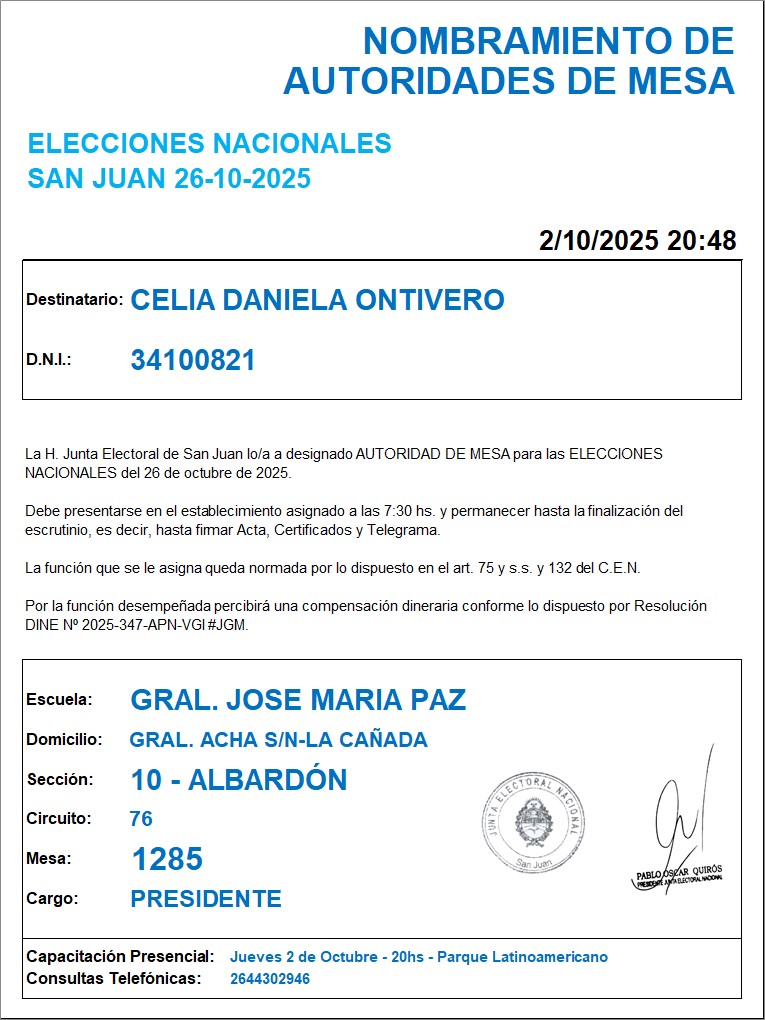 NOMBRAMIENTO DE
AUTORIDADES DE MESA
ELECCIONES NACIONALES
SAN JUAN 26-10-2025
2/10/2025 20:48
Destinatario: CELIA DANIELA ONTIVERO
D.N.I.: 34100821
La H. Junta Electoral de San Juan lo/a a designado AUTORIDAD DE MESA para las ELECCIONES
NACIONALES del 26 de octubre de 2025.
Debe presentarse en el establecimiento asignado a las 7:30 hs. y permanecer hasta la finalización del
escrutinio, es decir, hasta firmar Acta, Certificados y Telegrama.
La función que se le asigna queda normada por lo dispuesto en el art. 75 y s.s. y 132 del C.E.N.
Por la función desempeñada percibirá una compensación dineraria conforme lo dispuesto por Resolución
DINE Nº 2025-347-APN-VGI#JGM.
Escuela: GRAL. JOSE MARIA PAZ
Domicilio: GRAL. ACHA S/N-LA CAÑADA
Sección: 10 - ALBARDÓN
Circuito: 76
Mesa: 1285
Cargo: PRESIDENTE
JUNTA ELECTORAL NACIONAL
San Juan
PABLO OSCAR QUIRÓS
PRESIDENTE JUNTA ELECTORAL NACIONAL
Capacitación Presencial: Jueves 2 de Octubre - 20hs - Parque Latinoamericano
Consultas Telefónicas: 2644302946